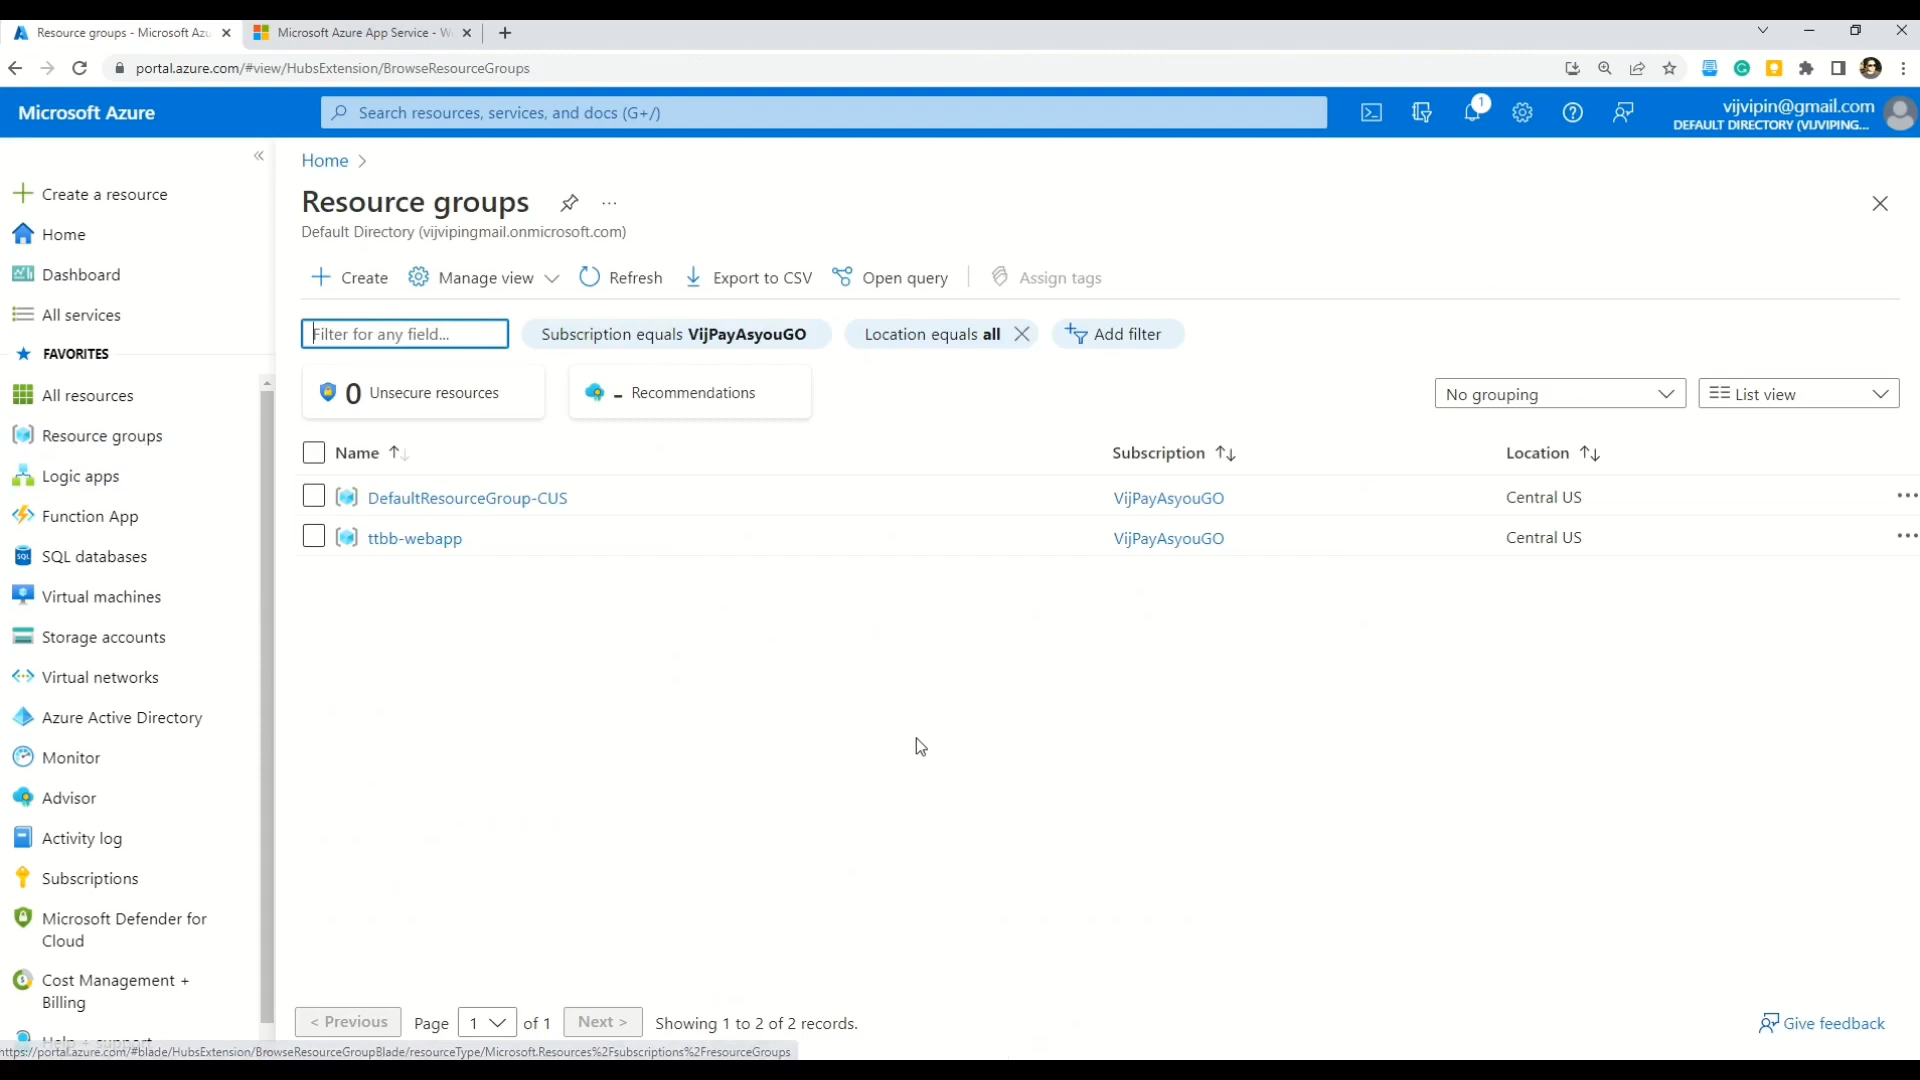 Resource groups - Microsoft Azu
Microsoft Azure App Service - W
portal.azure.com/#view/HubsExtension/BrowseResourceGroups
Microsoft Azure
Search resources, services, and docs (G+/)
1
vijvipin@gmail.com
DEFAULT DIRECTORY (VIJVIPING...
Create a resource
Home
Dashboard
All services
FAVORITES
All resources
Resource groups
Logic apps
Function App
SQL databases
Virtual machines
Storage accounts
Virtual networks
Azure Active Directory
Monitor
Advisor
Activity log
Subscriptions
Microsoft Defender for
Cloud
Cost Management +
Billing
Help + support
Home >
Resource groups
...
Default Directory (vijvipingmail.onmicrosoft.com)
Create Manage view Refresh Export to CSV Open query Assign tags
Filter for any field... Subscription equals VijPayAsyouGO Location equals all Add filter
0 Unsecure resources - Recommendations
No grouping List view
Name Subscription Location
DefaultResourceGroup-CUS VijPayAsyouGO Central US ...
ttbb-webapp VijPayAsyouGO Central US ...
< Previous Page 1 of 1 Next > Showing 1 to 2 of 2 records.
Give feedback
https://portal.azure.com/#blade/HubsExtension/BrowseResourceGroupBlade/resourceType/Microsoft.Resources%2Fsubscriptions%2FresourceGroups